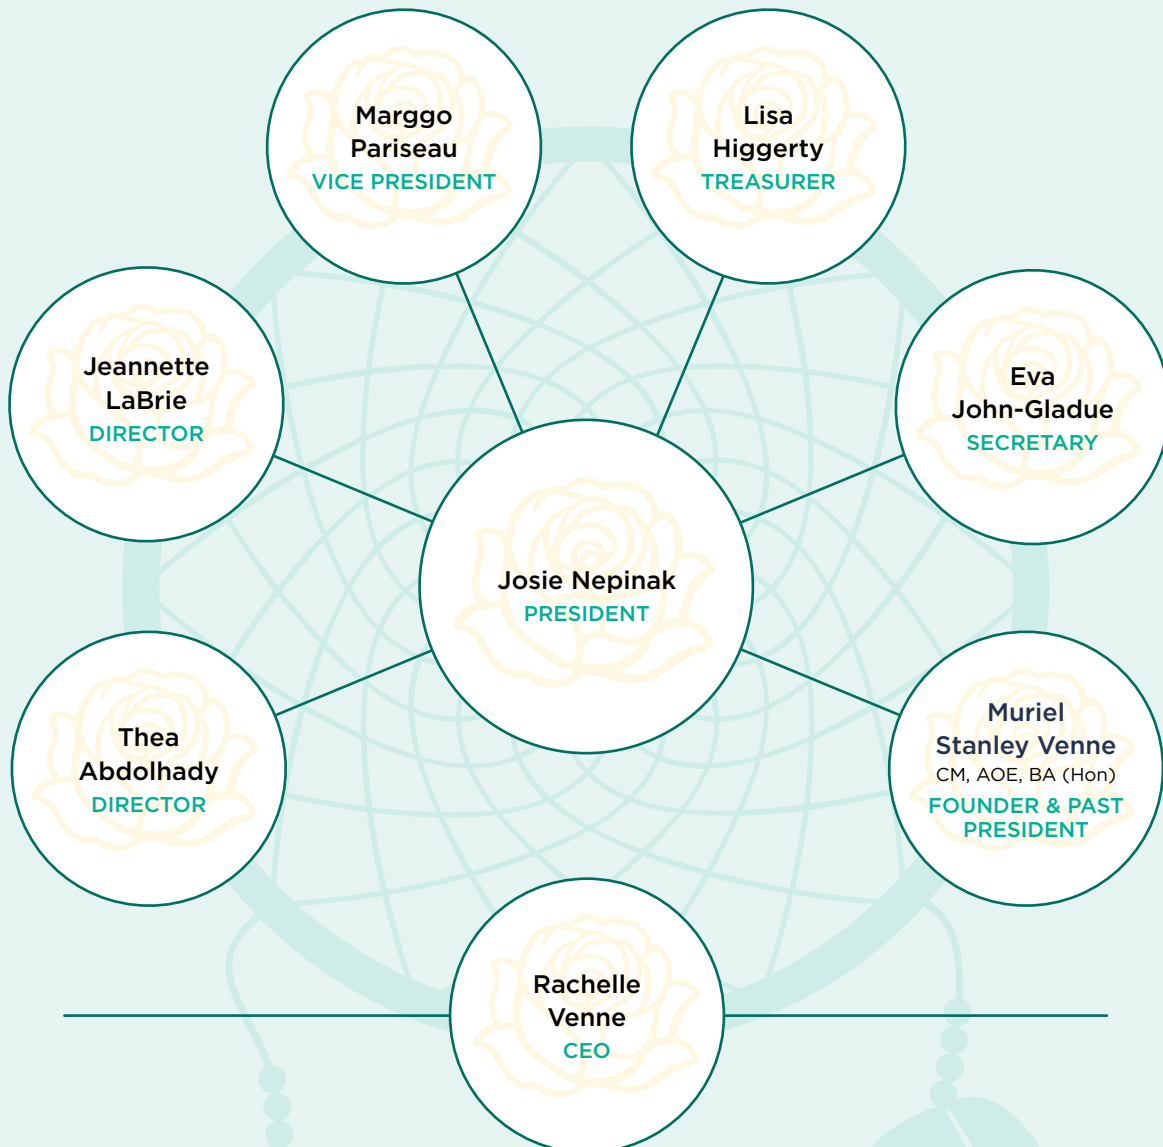 Marggo
Pariseau
VICE PRESIDENT
Lisa
Higgerty
TREASURER
Jeannette
LaBrie
DIRECTOR
Eva
John-Gladue
SECRETARY
Josie Nepinak
PRESIDENT
Thea
Abdolhady
DIRECTOR
Muriel
Stanley Venne
CM, AOE, BA (Hon)
FOUNDER & PAST
PRESIDENT
Rachelle
Venne
CEO